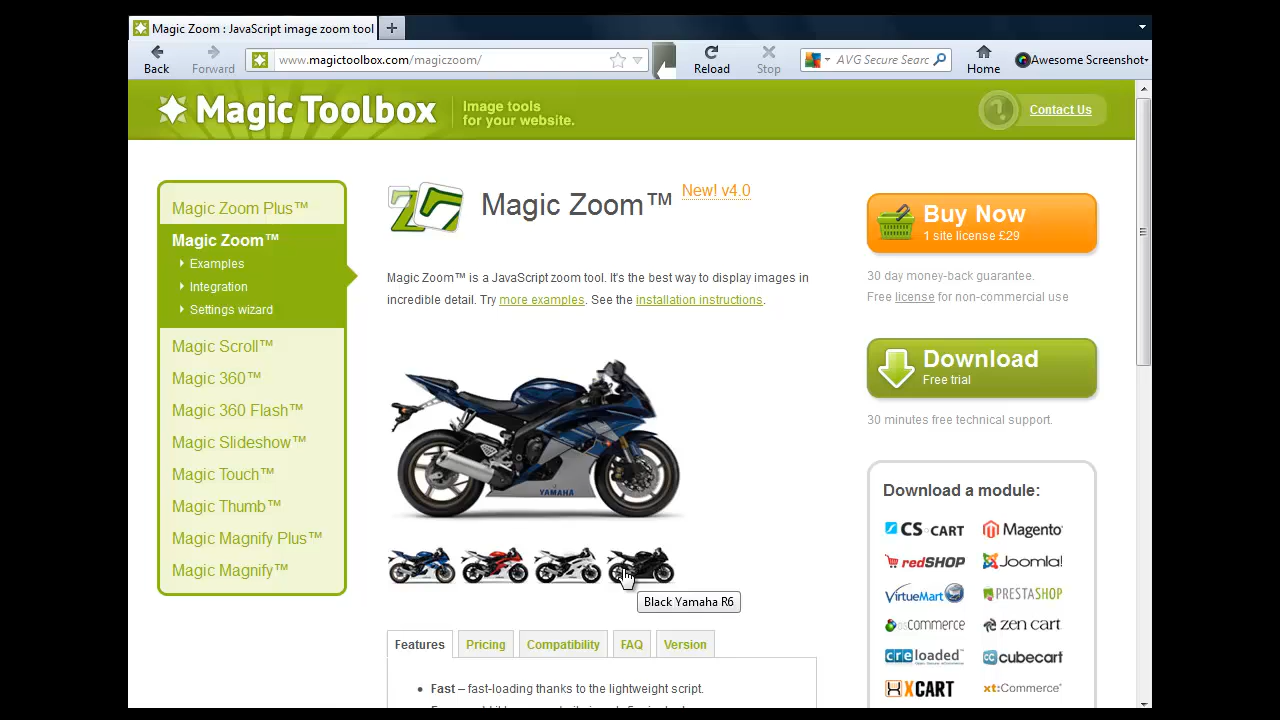 Magic Zoom : JavaScript image zoom tool
Back
Forward
www.magictoolbox.com/magiczoom/
Reload
Stop
AVG Secure Searc
Home
Awesome Screenshot
Magic Toolbox
Image tools
for your website.
Contact Us
Magic Zoom Plus™
Magic Zoom™
Examples
Integration
Settings wizard
Magic Scroll™
Magic 360™
Magic 360 Flash™
Magic Slideshow™
Magic Touch™
Magic Thumb™
Magic Magnify Plus™
Magic Magnify™
Magic Zoom™
New! v4.0
Magic Zoom™ is a JavaScript zoom tool. It's the best way to display images in
incredible detail. Try more examples. See the installation instructions.
YAMAHA
Black Yamaha R6
Features
Pricing
Compatibility
FAQ
Version
Fast – fast-loading thanks to the lightweight script.
Buy Now
1 site license £29
30 day money-back guarantee.
Free license for non-commercial use
Download
Free trial
30 minutes free technical support.
Download a module:
CS CART
Magento
redSHOP
Joomla!
VirtueMart
PRESTASHOP
osCommerce
zen cart
creloaded
cubecart
XCART
xt:Commerce